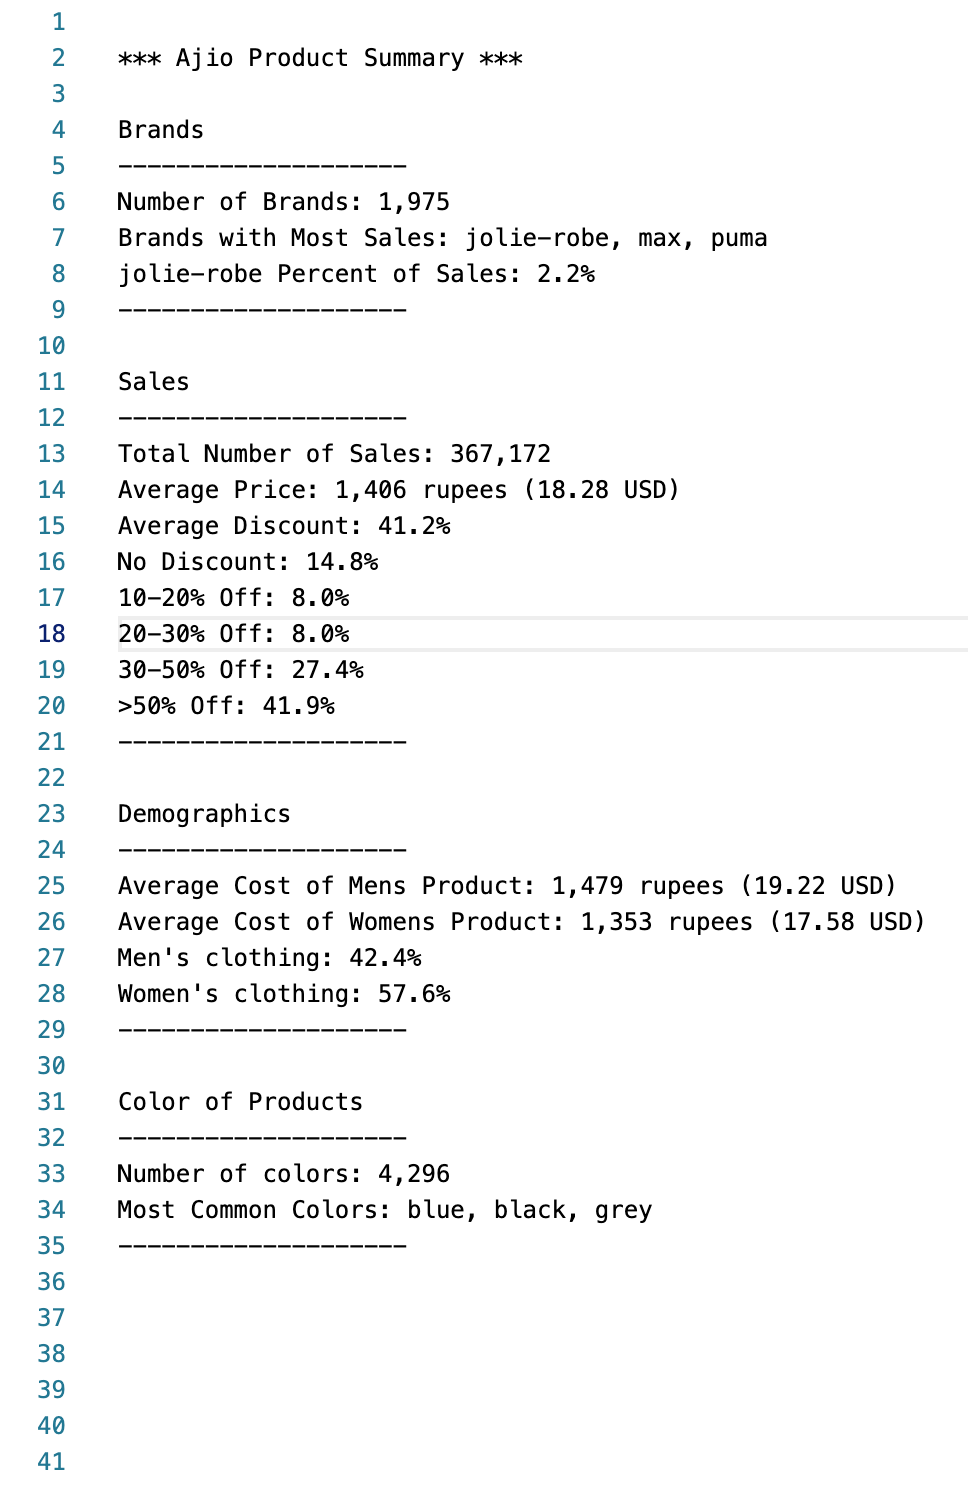 1
2 *** Ajio Product Summary ***
3
4 Brands
5 --------------------
6 Number of Brands: 1,975
7 Brands with Most Sales: jolie-robe, max, puma
8 jolie-robe Percent of Sales: 2.2%
9 --------------------
10
11 Sales
12 --------------------
13 Total Number of Sales: 367,172
14 Average Price: 1,406 rupees (18.28 USD)
15 Average Discount: 41.2%
16 No Discount: 14.8%
17 10-20% Off: 8.0%
18 20-30% Off: 8.0%
19 30-50% Off: 27.4%
20 >50% Off: 41.9%
21 --------------------
22
23 Demographics
24 --------------------
25 Average Cost of Mens Product: 1,479 rupees (19.22 USD)
26 Average Cost of Womens Product: 1,353 rupees (17.58 USD)
27 Men's clothing: 42.4%
28 Women's clothing: 57.6%
29 --------------------
30
31 Color of Products
32 --------------------
33 Number of colors: 4,296
34 Most Common Colors: blue, black, grey
35 --------------------
36
37
38
39
40
41